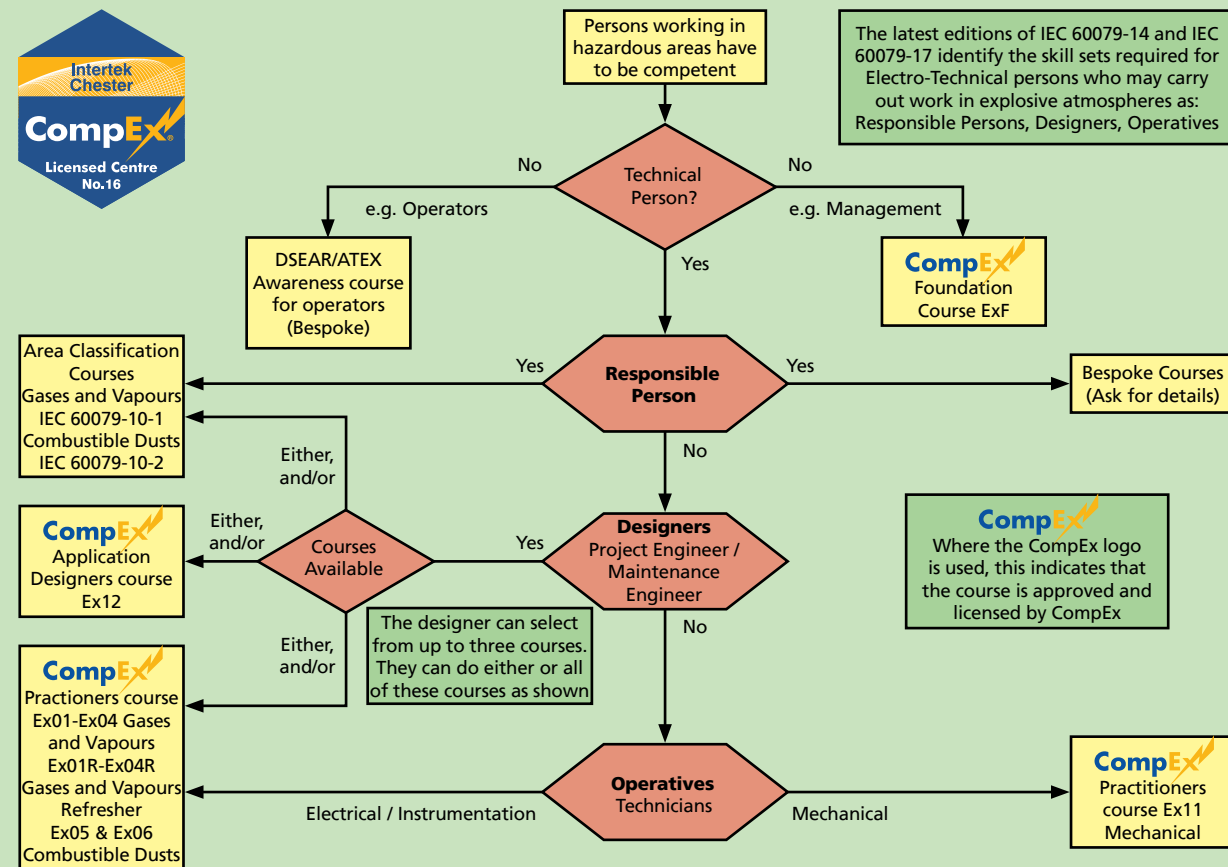 Intertek
Chester
CompEx®
Licensed Centre
No.16
Persons working in
hazardous areas have
to be competent
The latest editions of IEC 60079-14 and IEC
60079-17 identify the skill sets required for
Electro-Technical persons who may carry
out work in explosive atmospheres as:
Responsible Persons, Designers, Operatives
No
Technical
Person?
No
e.g. Operators
e.g. Management
DSEAR/ATEX
Awareness course
for operators
(Bespoke)
Yes
CompEx
Foundation
Course ExF
Area Classification
Courses
Gases and Vapours
IEC 60079-10-1
Combustible Dusts
IEC 60079-10-2
Yes
Responsible
Person
Yes
Bespoke Courses
(Ask for details)
No
Either,
and/or
CompEx
Application
Designers course
Ex12
Either,
and/or
Courses
Available
Yes
Designers
Project Engineer /
Maintenance
Engineer
CompEx
Where the CompEx logo
is used, this indicates that
the course is approved and
licensed by CompEx
No
The designer can select
from up to three courses.
They can do either or all
of these courses as shown
Either,
and/or
CompEx
Practioners course
Ex01-Ex04 Gases
and Vapours
Ex01R-Ex04R
Gases and Vapours
Refresher
Ex05 & Ex06
Combustible Dusts
Electrical / Instrumentation
Operatives
Technicians
Mechanical
CompEx
Practitioners
course Ex11
Mechanical